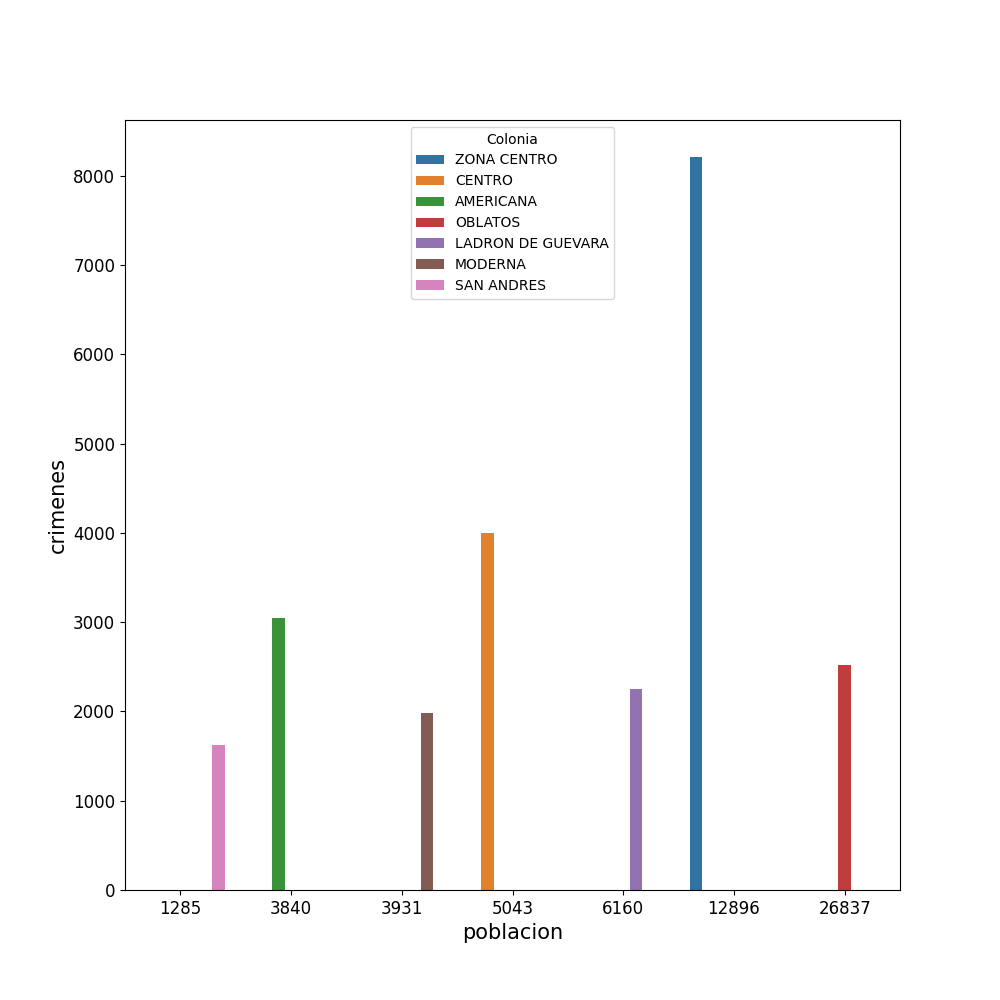 Colonia
ZONA CENTRO
CENTRO
AMERICANA
OBLATOS
LADRON DE GUEVARA
MODERNA
SAN ANDRES
8000
7000
6000
5000
4000
3000
2000
1000
0
crimenes
1285 3840 3931 5043 6160 12896 26837
poblacion